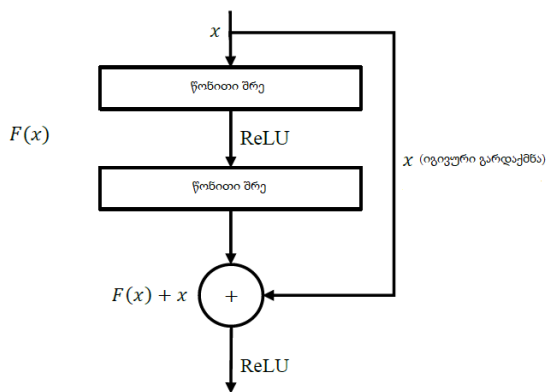 x
წონითი შრე
F(x)
ReLU
x (იგივური გარდაქმნა)
წონითი შრე
F(x) + x
+
ReLU